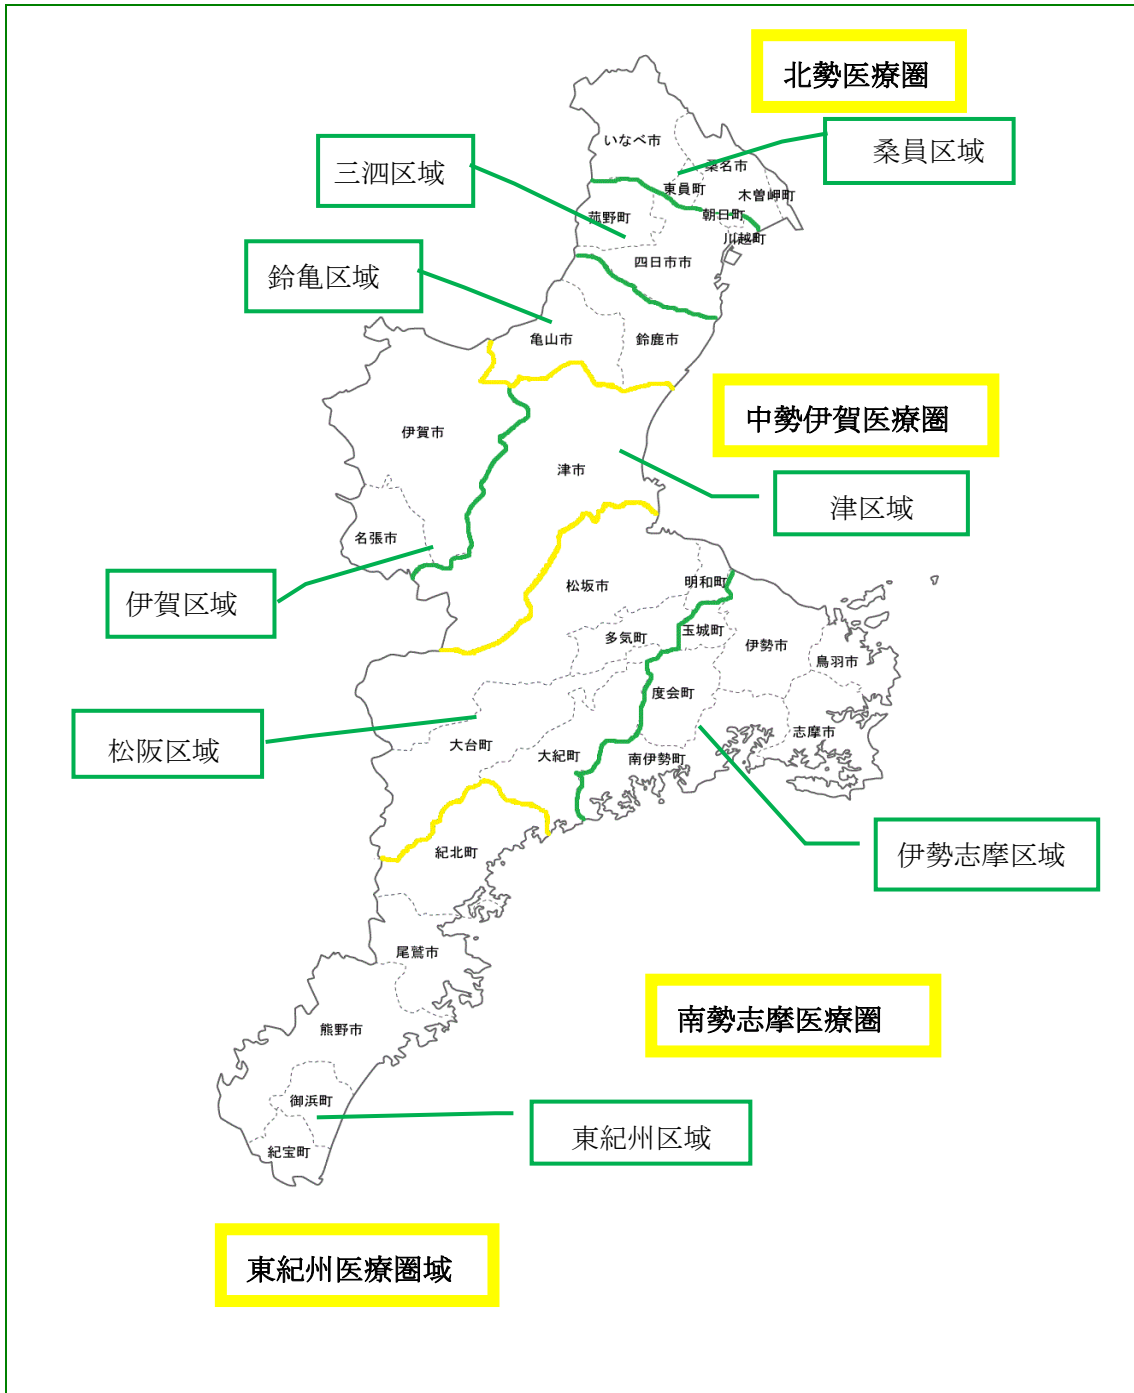 北勢医療圏
桑員区域
三泗区域
鈴亀区域
いなべ市
桑名市
東員町
木曽岬町
菰野町
朝日町
川越町
四日市市
亀山市
鈴鹿市
中勢伊賀医療圏
伊賀市
津市
津区域
名張市
伊賀区域
松坂市
明和町
多気町
玉城町
伊勢市
鳥羽市
度会町
志摩市
松阪区域
大台町
大紀町
南伊勢町
伊勢志摩区域
紀北町
尾鷲市
南勢志摩医療圏
熊野市
御浜町
東紀州区域
紀宝町
東紀州医療圏域